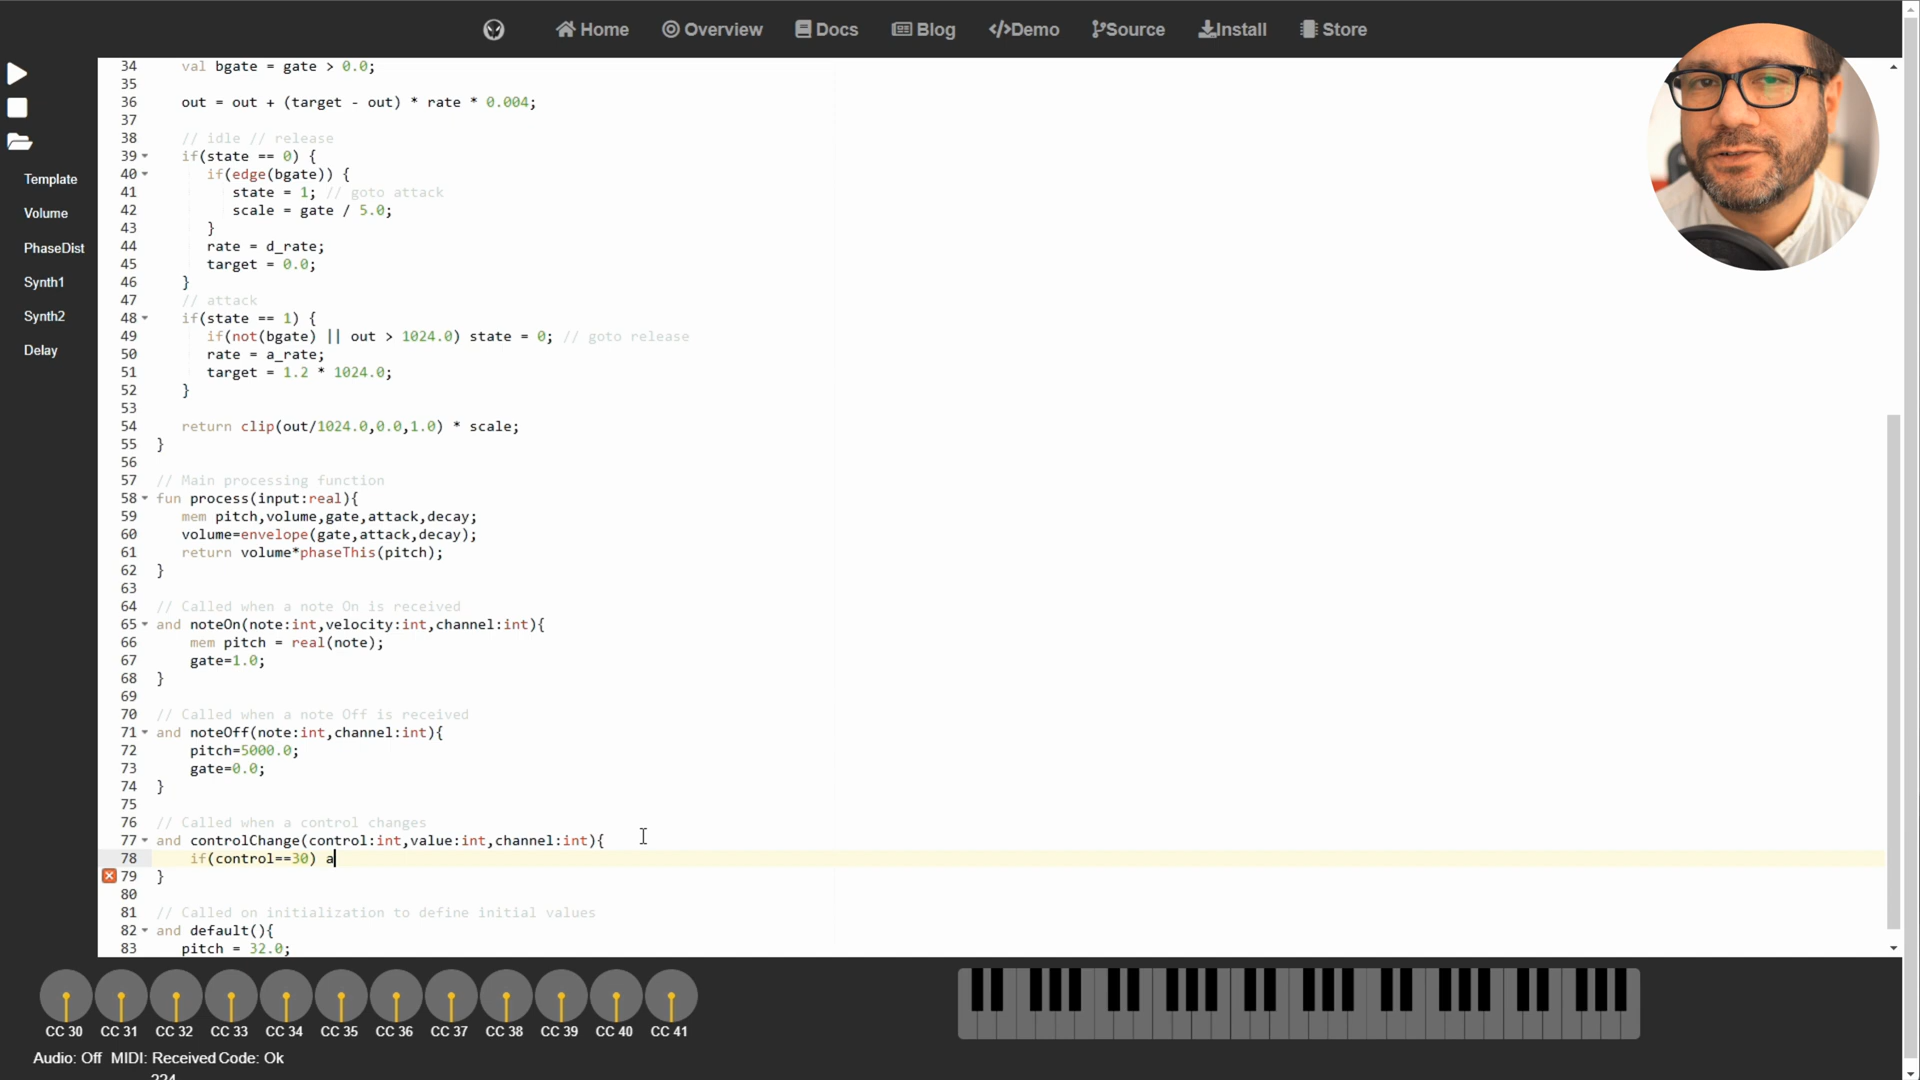 Home Overview Docs Blog </>Demo Source Install Store
Template
Volume
PhaseDist
Synth1
Synth2
Delay
34 val bgate = gate > 0.0;
35
36 out = out + (target - out) * rate * 0.004;
37
38 // idle // release
39 if(state == 0) {
40 if(edge(bgate)) {
41 state = 1; // goto attack
42 scale = gate / 5.0;
43 }
44 rate = d_rate;
45 target = 0.0;
46 }
47 // attack
48 if(state == 1) {
49 if(not(bgate) || out > 1024.0) state = 0; // goto release
50 rate = a_rate;
51 target = 1.2 * 1024.0;
52 }
53
54 return clip(out/1024.0,0.0,1.0) * scale;
55 }
56
57 // Main processing function
58 fun process(input:real){
59 mem pitch,volume,gate,attack,decay;
60 volume=envelope(gate,attack,decay);
61 return volume*phaseThis(pitch);
62 }
63
64 // Called when a note On is received
65 and noteOn(note:int,velocity:int,channel:int){
66 mem pitch = real(note);
67 gate=1.0;
68 }
69
70 // Called when a note Off is received
71 and noteOff(note:int,channel:int){
72 pitch=5000.0;
73 gate=0.0;
74 }
75
76 // Called when a control changes
77 and controlChange(control:int,value:int,channel:int){
78 if(control==30) a
79 }
80
81 // Called on initialization to define initial values
82 and default(){
83 pitch = 32.0;
CC 30 CC 31 CC 32 CC 33 CC 34 CC 35 CC 36 CC 37 CC 38 CC 39 CC 40 CC 41
Audio: Off MIDI: Received Code: Ok